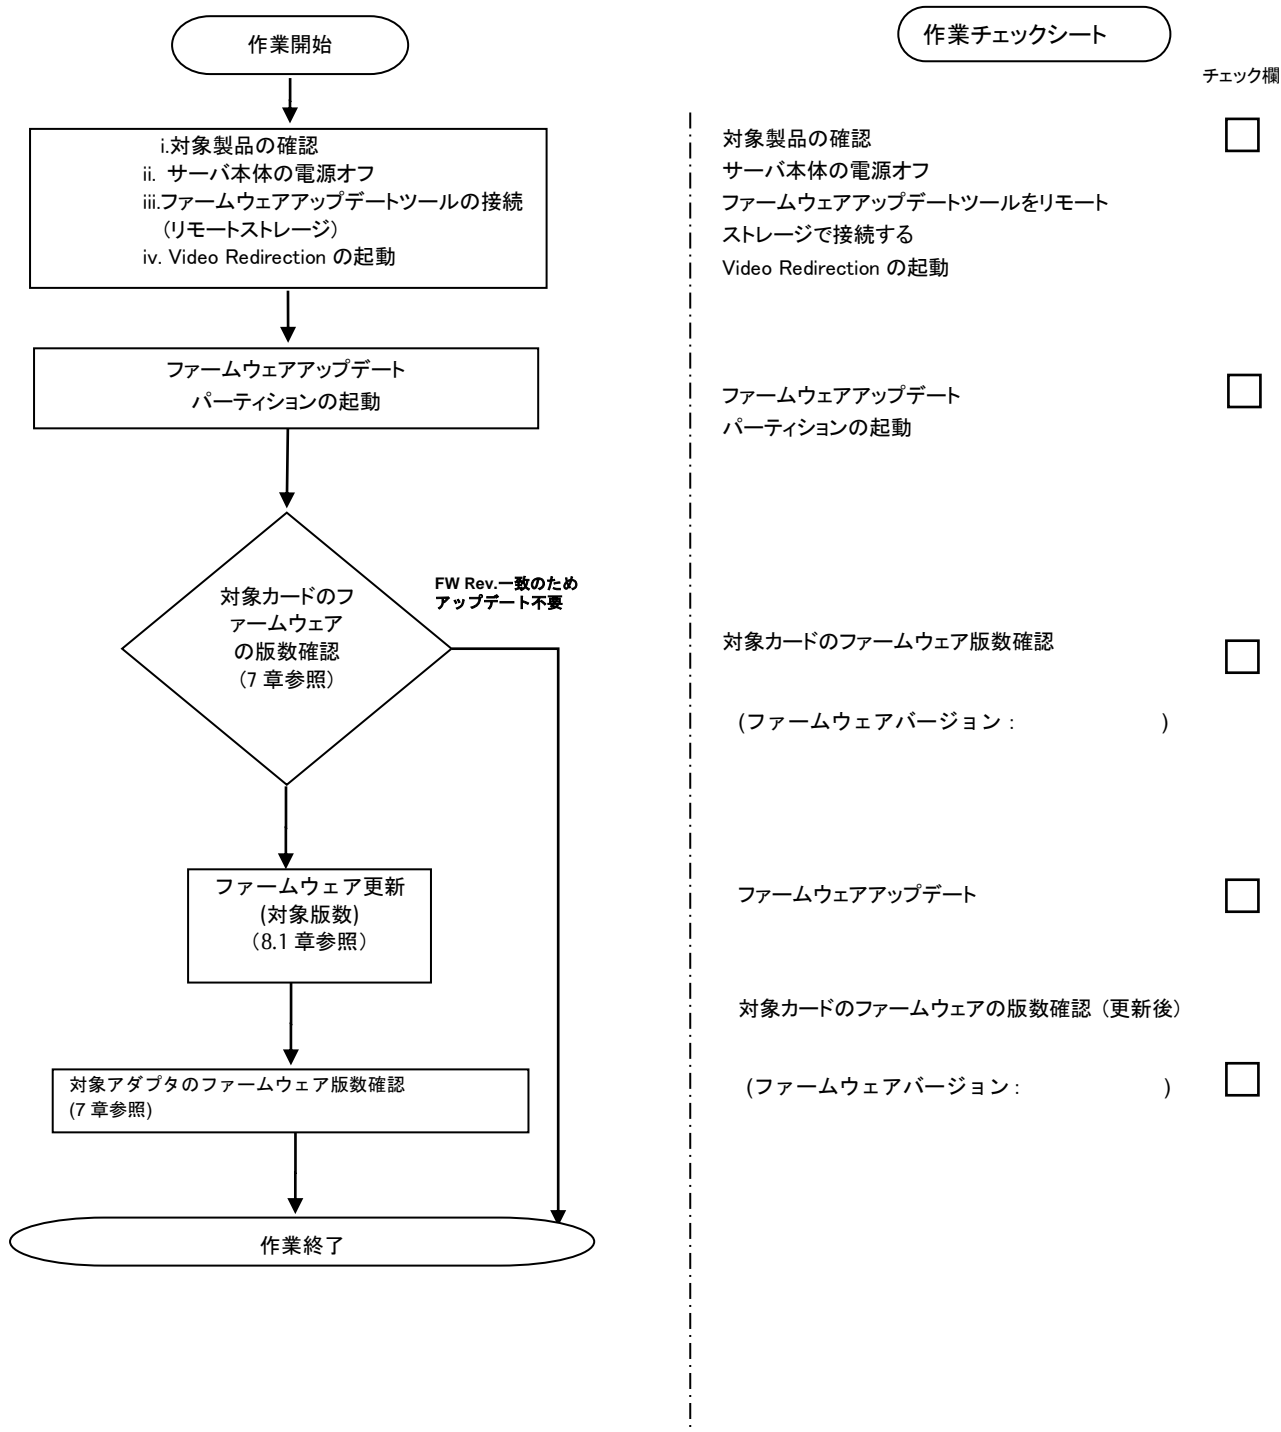 作業開始
i.対象製品の確認
ii. サーバ本体の電源オフ
iii.ファームウェアアップデートツールの接続
（リモートストレージ）
iv. Video Redirection の起動
ファームウェアアップデート
パーティションの起動
対象カードのフ
ァームウェア
の版数確認
（7 章参照）
FW Rev.一致のため
アップデート不要
ファームウェア更新
(対象版数)
（8.1 章参照）
対象アダプタのファームウェア版数確認
(7 章参照)
作業終了
作業チェックシート
チェック欄
対象製品の確認
サーバ本体の電源オフ
ファームウェアアップデートツールをリモート
ストレージで接続する
Video Redirection の起動
ファームウェアアップデート
パーティションの起動
対象カードのファームウェア版数確認
(ファームウェアバージョン : )
ファームウェアアップデート
対象カードのファームウェアの版数確認（更新後）
(ファームウェアバージョン : )